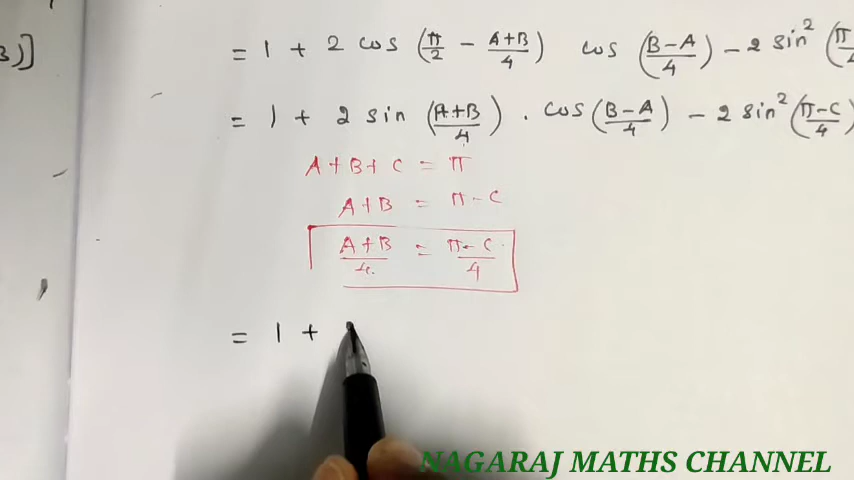 = 1 + 2 cos (π/2 − A+B/4) cos (B−A/4) − 2 sin² (π
B)]
= 1 + 2 sin (A+B/4) . cos (B−A/4) − 2 sin² (π−C/4)
A+B+C = π
A+B = π−C
A+B/4. = π−C/4
= 1 +
NAGARAJ MATHS CHANNEL